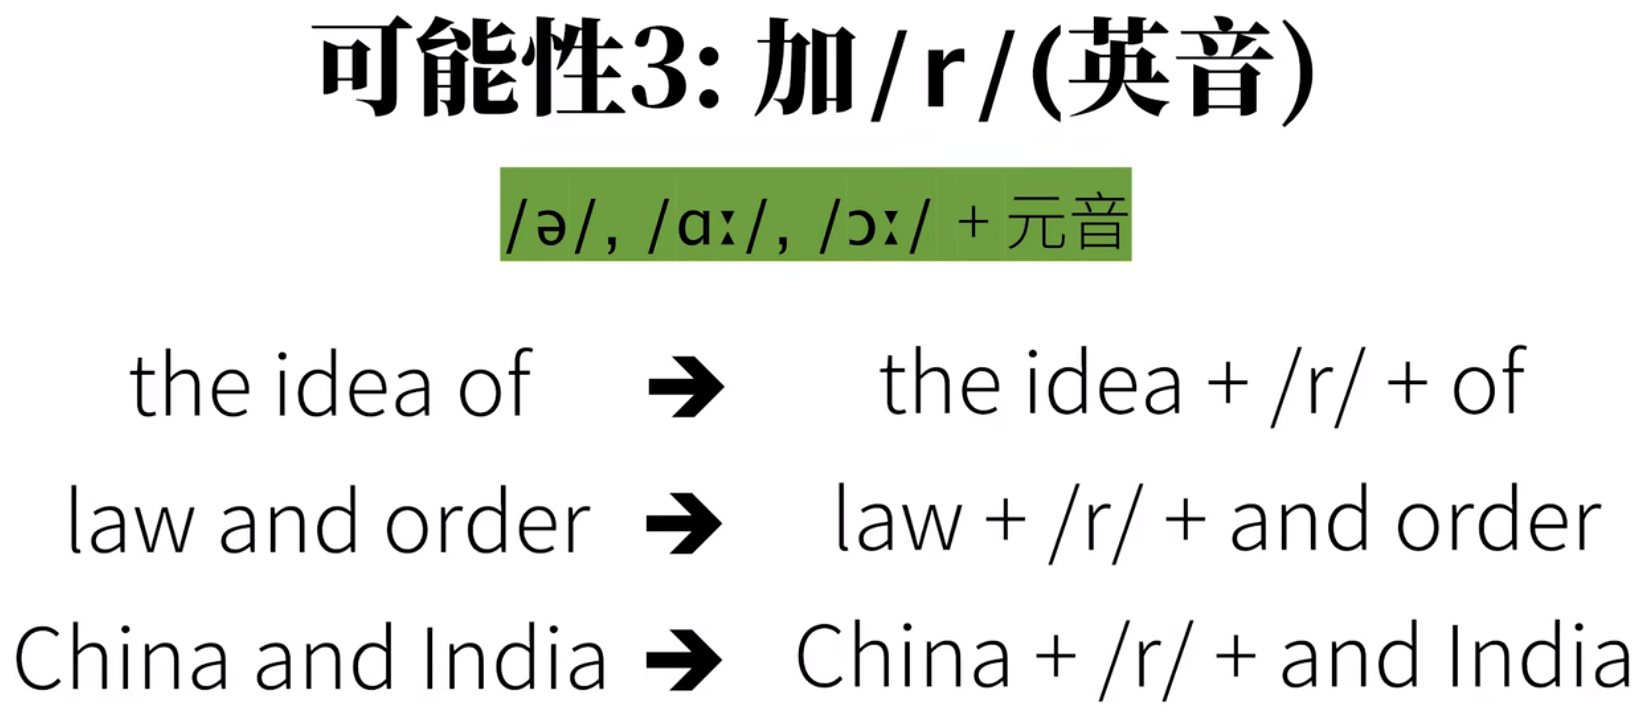 可能性3: 加/r/(英音)
/ə/, /ɑː/, /ɔː/ + 元音
the idea of ➔ the idea + /r/ + of
law and order ➔ law + /r/ + and order
China and India ➔ China + /r/ + and India